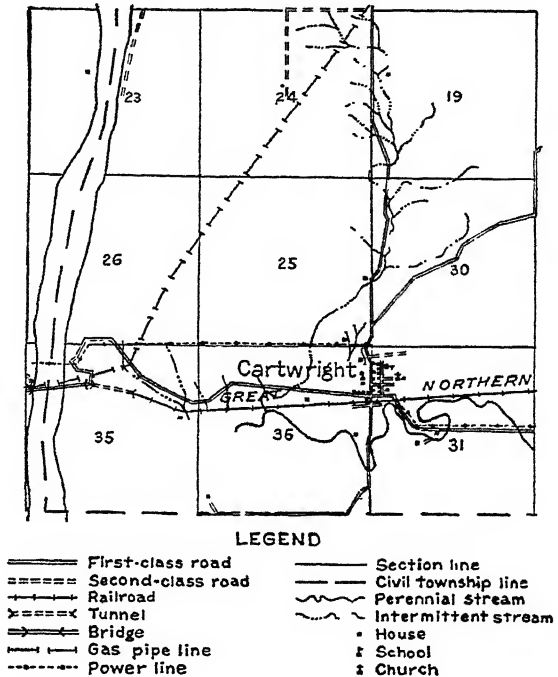 23
24
19
26
25
30
Cartwright
GREAT NORTHERN
35
36
31
LEGEND
First-class road
Second-class road
Railroad
Tunnel
Bridge
Gas pipe line
Power line
Section line
Civil township line
Perennial stream
Intermittent stream
House
School
Church